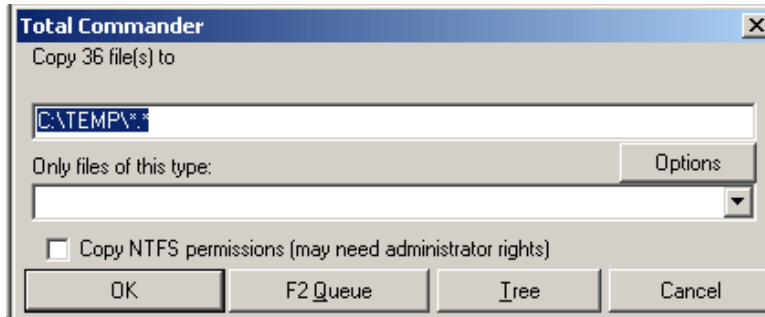 Total Commander
Copy 36 file(s) to
C:\TEMP\*.*
Only files of this type:
Options
Copy NTFS permissions (may need administrator rights)
OK F2 Queue Tree Cancel